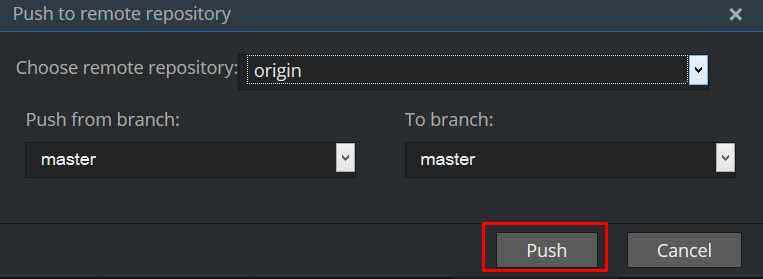 Push to remote repository
Choose remote repository: origin
Push from branch: To branch:
master master
Push Cancel